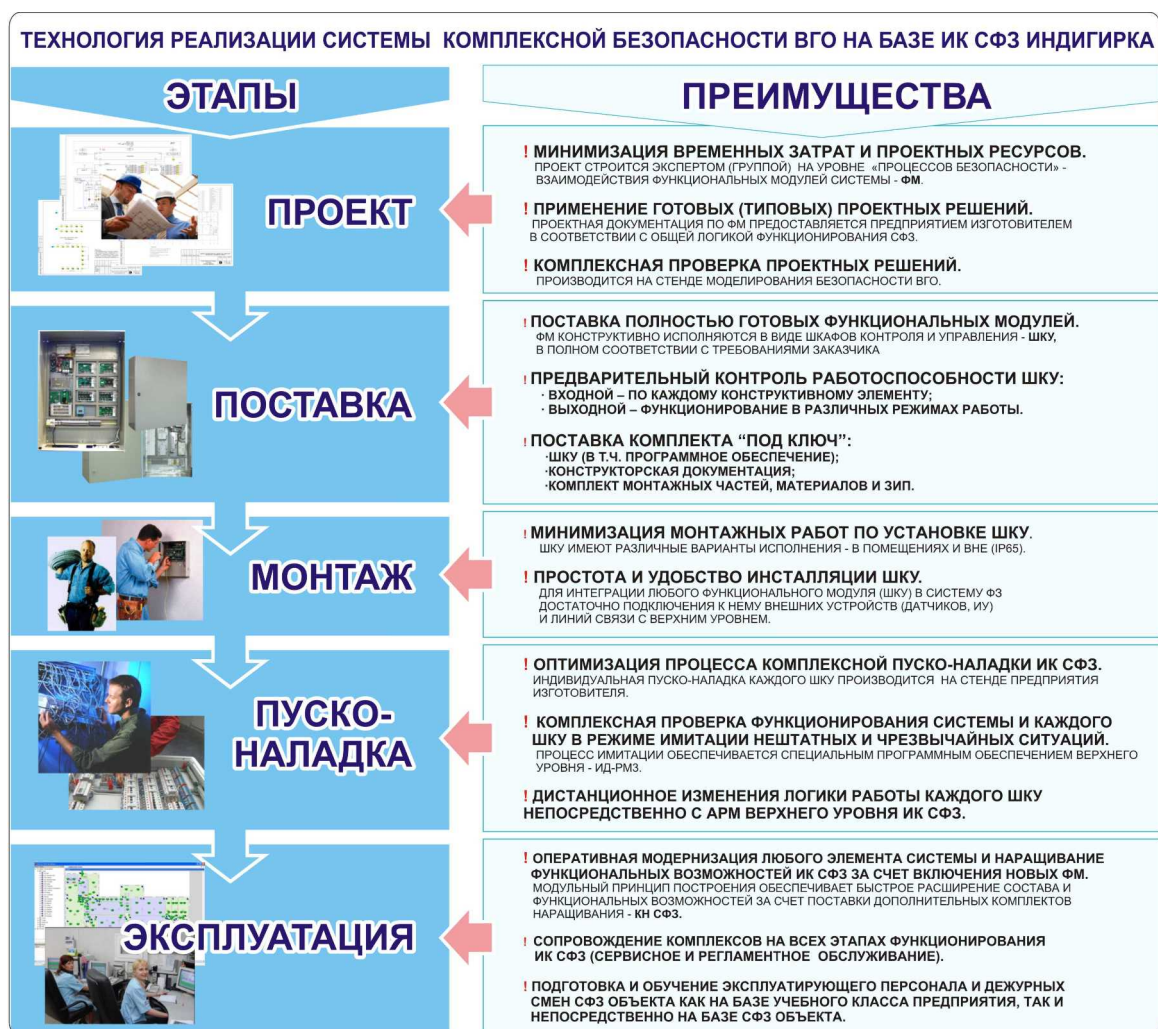 ТЕХНОЛОГИЯ РЕАЛИЗАЦИИ СИСТЕМЫ КОМПЛЕКСНОЙ БЕЗОПАСНОСТИ ВГО НА БАЗЕ ИК СФЗ ИНДИГИРКА
ЭТАПЫ
ПРЕИМУЩЕСТВА
ПРОЕКТ
! МИНИМИЗАЦИЯ ВРЕМЕННЫХ ЗАТРАТ И ПРОЕКТНЫХ РЕСУРСОВ.
ПРОЕКТ СТРОИТСЯ ЭКСПЕРТОМ (ГРУППОЙ) НА УРОВНЕ «ПРОЦЕССОВ БЕЗОПАСНОСТИ» -
ВЗАИМОДЕЙСТВИЯ ФУНКЦИОНАЛЬНЫХ МОДУЛЕЙ СИСТЕМЫ - ФМ.
! ПРИМЕНЕНИЕ ГОТОВЫХ (ТИПОВЫХ) ПРОЕКТНЫХ РЕШЕНИЙ.
ПРОЕКТНАЯ ДОКУМЕНТАЦИЯ ПО ФМ ПРЕДОСТАВЛЯЕТСЯ ПРЕДПРИЯТИЕМ ИЗГОТОВИТЕЛЕМ
В СООТВЕТСТВИИ С ОБЩЕЙ ЛОГИКОЙ ФУНКЦИОНИРОВАНИЯ СФЗ.
! КОМПЛЕКСНАЯ ПРОВЕРКА ПРОЕКТНЫХ РЕШЕНИЙ.
ПРОИЗВОДИТСЯ НА СТЕНДЕ МОДЕЛИРОВАНИЯ БЕЗОПАСНОСТИ ВГО.
ПОСТАВКА
! ПОСТАВКА ПОЛНОСТЬЮ ГОТОВЫХ ФУНКЦИОНАЛЬНЫХ МОДУЛЕЙ.
ФМ КОНСТРУКТИВНО ИСПОЛНЯЮТСЯ В ВИДЕ ШКАФОВ КОНТРОЛЯ И УПРАВЛЕНИЯ - ШКУ,
В ПОЛНОМ СООТВЕТСТВИИ С ТРЕБОВАНИЯМИ ЗАКАЗЧИКА
! ПРЕДВАРИТЕЛЬНЫЙ КОНТРОЛЬ РАБОТОСПОСОБНОСТИ ШКУ:
· ВХОДНОЙ – ПО КАЖДОМУ КОНСТРУКТИВНОМУ ЭЛЕМЕНТУ;
· ВЫХОДНОЙ – ФУНКЦИОНИРОВАНИЕ В РАЗЛИЧНЫХ РЕЖИМАХ РАБОТЫ.
! ПОСТАВКА КОМПЛЕКТА “ПОД КЛЮЧ”:
·ШКУ (В Т.Ч. ПРОГРАММНОЕ ОБЕСПЕЧЕНИЕ);
·КОНСТРУКТОРСКАЯ ДОКУМЕНТАЦИЯ;
·КОМПЛЕКТ МОНТАЖНЫХ ЧАСТЕЙ, МАТЕРИАЛОВ И ЗИП.
МОНТАЖ
! МИНИМИЗАЦИЯ МОНТАЖНЫХ РАБОТ ПО УСТАНОВКЕ ШКУ.
ШКУ ИМЕЮТ РАЗЛИЧНЫЕ ВАРИАНТЫ ИСПОЛНЕНИЯ - В ПОМЕЩЕНИЯХ И ВНЕ (IP65).
! ПРОСТОТА И УДОБСТВО ИНСТАЛЛЯЦИИ ШКУ.
ДЛЯ ИНТЕГРАЦИИ ЛЮБОГО ФУНКЦИОНАЛЬНОГО МОДУЛЯ (ШКУ) В СИСТЕМУ ФЗ
ДОСТАТОЧНО ПОДКЛЮЧЕНИЯ К НЕМУ ВНЕШНИХ УСТРОЙСТВ (ДАТЧИКОВ, ИУ)
И ЛИНИЙ СВЯЗИ С ВЕРХНИМ УРОВНЕМ.
ПУСКО-
НАЛАДКА
! ОПТИМИЗАЦИЯ ПРОЦЕССА КОМПЛЕКСНОЙ ПУСКО-НАЛАДКИ ИК СФЗ.
ИНДИВИДУАЛЬНАЯ ПУСКО-НАЛАДКА КАЖДОГО ШКУ ПРОИЗВОДИТСЯ НА СТЕНДЕ ПРЕДПРИЯТИЯ
ИЗГОТОВИТЕЛЯ.
! КОМПЛЕКСНАЯ ПРОВЕРКА ФУНКЦИОНИРОВАНИЯ СИСТЕМЫ И КАЖДОГО
ШКУ В РЕЖИМЕ ИМИТАЦИИ НЕШТАТНЫХ И ЧРЕЗВЫЧАЙНЫХ СИТУАЦИЙ.
ПРОЦЕСС ИМИТАЦИИ ОБЕСПЕЧИВАЕТСЯ СПЕЦИАЛЬНЫМ ПРОГРАММНЫМ ОБЕСПЕЧЕНИЕМ ВЕРХНЕГО
УРОВНЯ - ИД-РМ3.
! ДИСТАНЦИОННОЕ ИЗМЕНЕНИЯ ЛОГИКИ РАБОТЫ КАЖДОГО ШКУ
НЕПОСРЕДСТВЕННО С АРМ ВЕРХНЕГО УРОВНЯ ИК СФЗ.
ЭКСПЛУАТАЦИЯ
! ОПЕРАТИВНАЯ МОДЕРНИЗАЦИЯ ЛЮБОГО ЭЛЕМЕНТА СИСТЕМЫ И НАРАЩИВАНИЕ
ФУНКЦИОНАЛЬНЫХ ВОЗМОЖНОСТЕЙ ИК СФЗ ЗА СЧЕТ ВКЛЮЧЕНИЯ НОВЫХ ФМ.
МОДУЛЬНЫЙ ПРИНЦИП ПОСТРОЕНИЯ ОБЕСПЕЧИВАЕТ БЫСТРОЕ РАСШИРЕНИЕ СОСТАВА И
ФУНКЦИОНАЛЬНЫХ ВОЗМОЖНОСТЕЙ ЗА СЧЕТ ПОСТАВКИ ДОПОЛНИТЕЛЬНЫХ КОМПЛЕКТОВ
НАРАЩИВАНИЯ - КН СФЗ.
! СОПРОВОЖДЕНИЕ КОМПЛЕКСОВ НА ВСЕХ ЭТАПАХ ФУНКЦИОНИРОВАНИЯ
ИК СФЗ (СЕРВИСНОЕ И РЕГЛАМЕНТНОЕ ОБСЛУЖИВАНИЕ).
! ПОДГОТОВКА И ОБУЧЕНИЕ ЭКСПЛУАТИРУЮЩЕГО ПЕРСОНАЛА И ДЕЖУРНЫХ
СМЕН СФЗ ОБЪЕКТА КАК НА БАЗЕ УЧЕБНОГО КЛАССА ПРЕДПРИЯТИЯ, ТАК И
НЕПОСРЕДСТВЕННО НА БАЗЕ СФЗ ОБЪЕКТА.